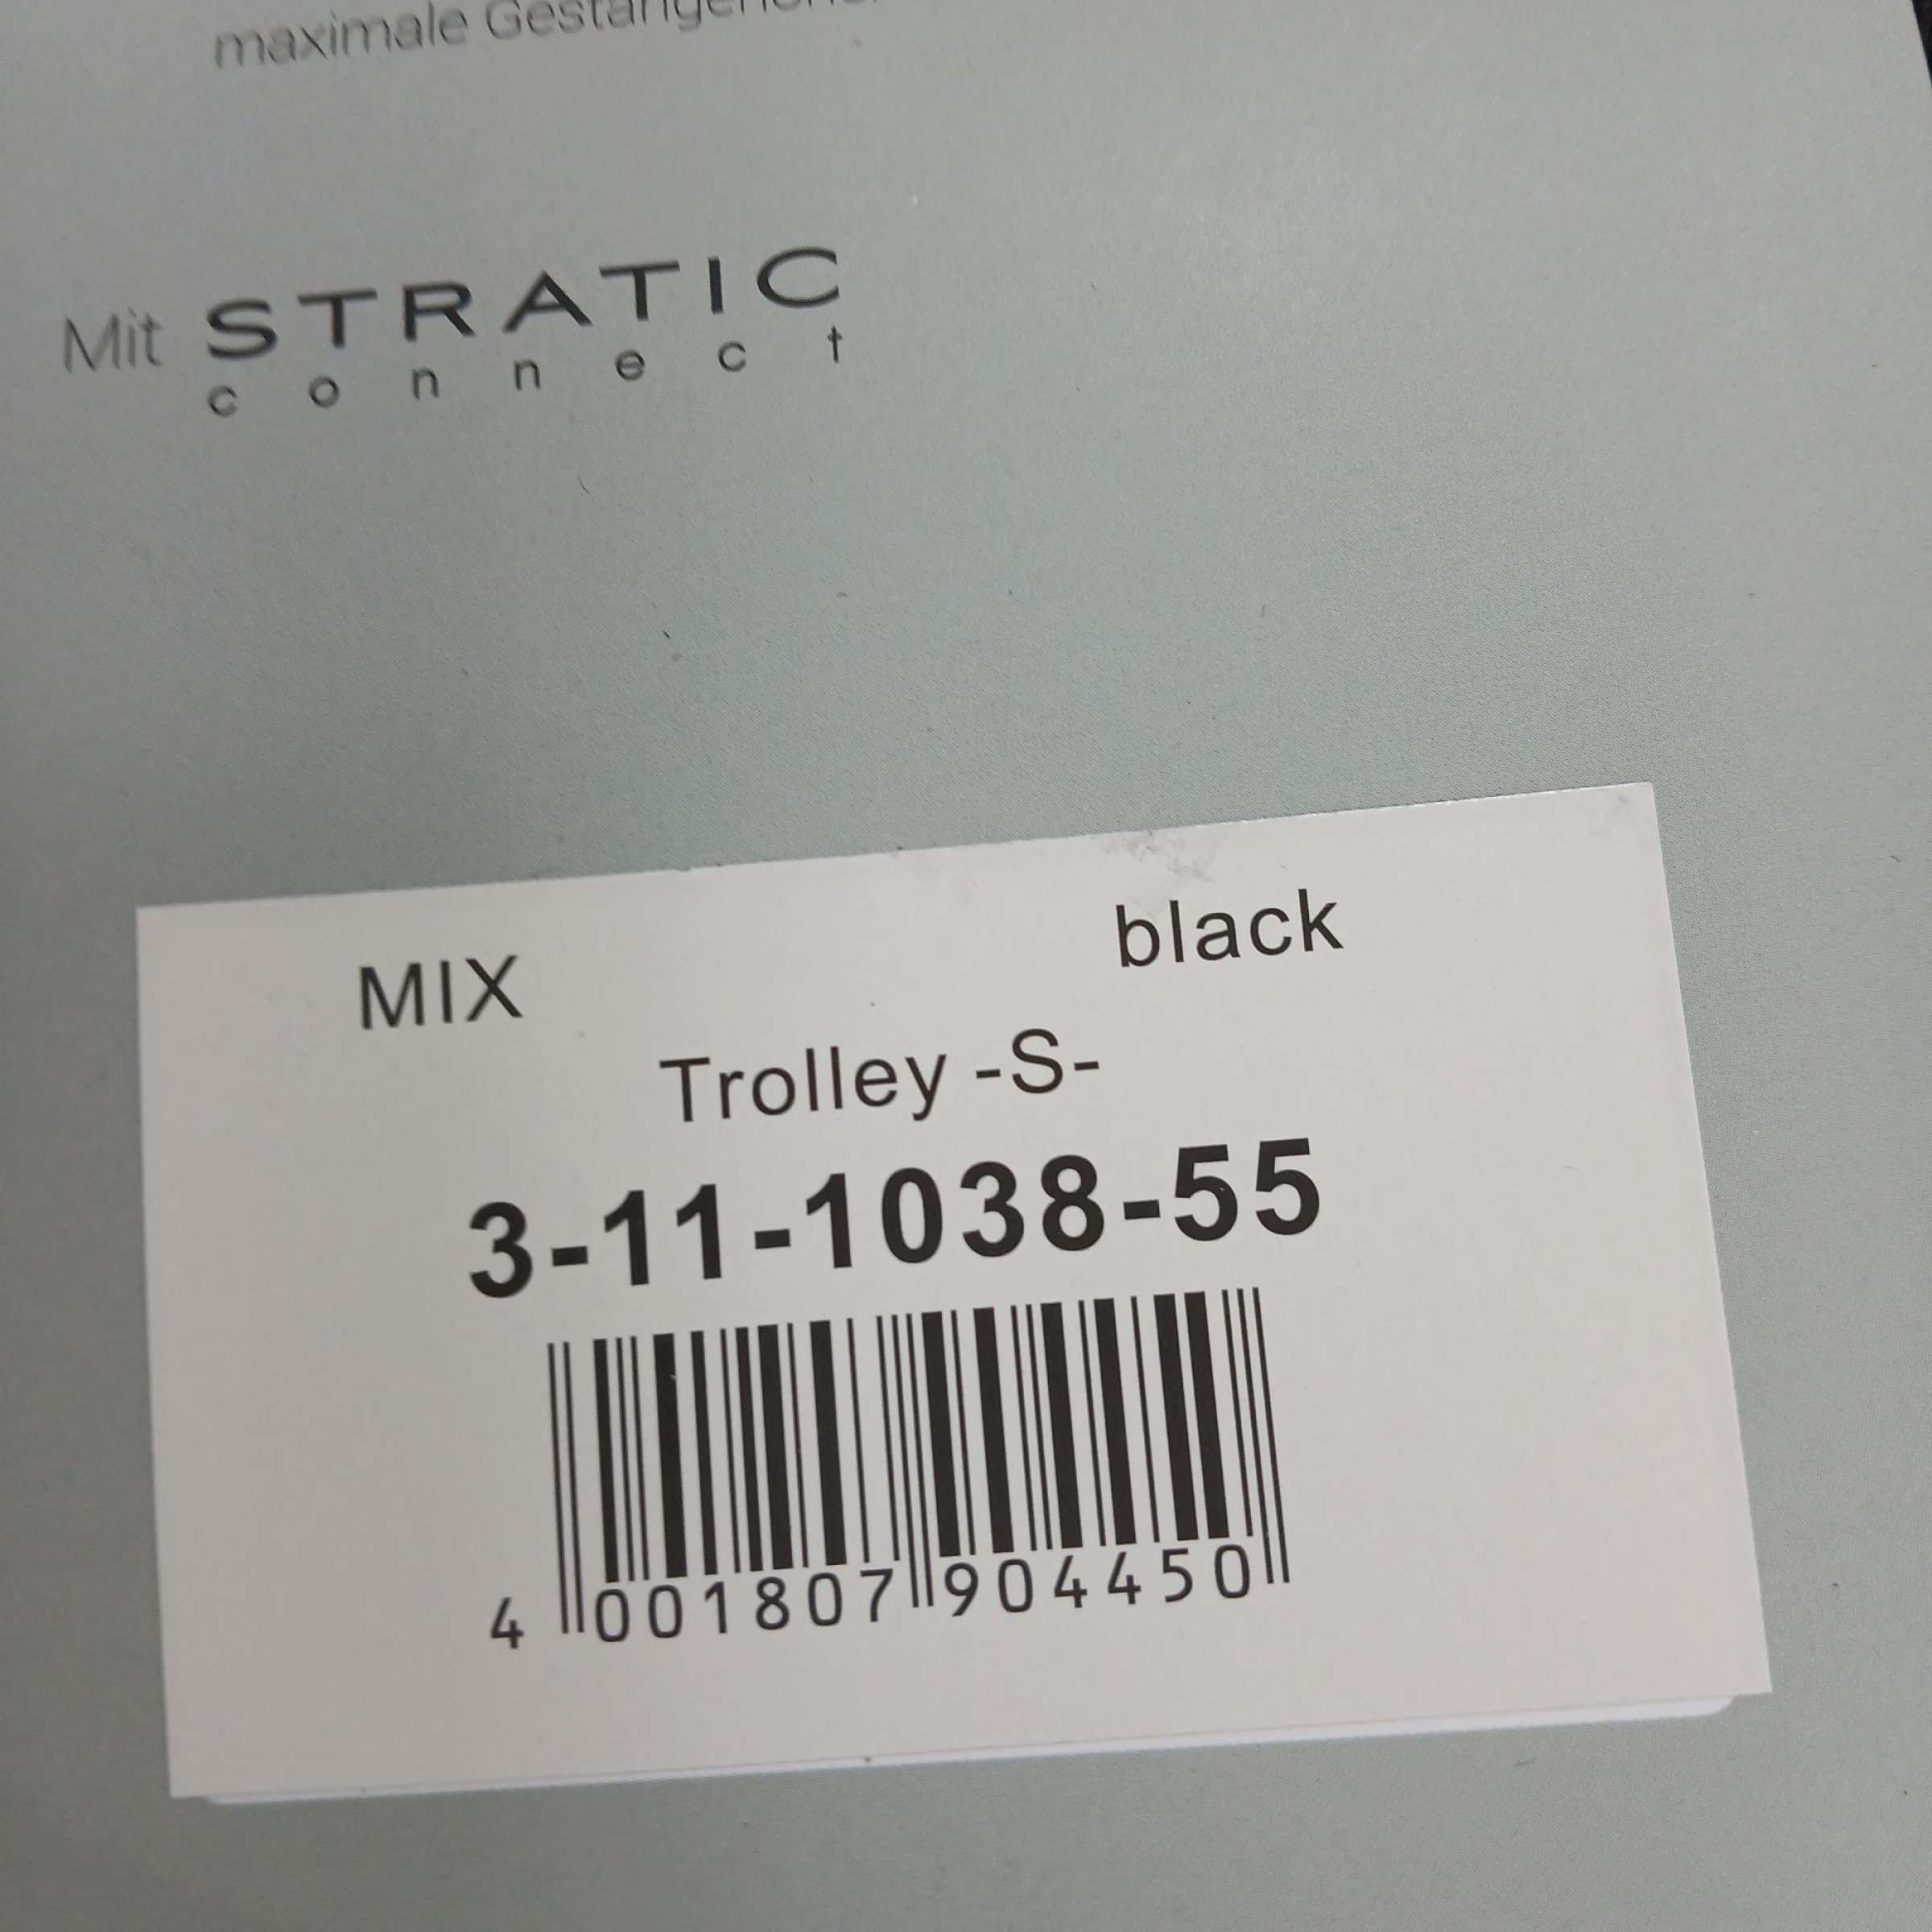 maximale
Mit STRATIC
connect
MIX black
Trolley -S-
3-11-1038-55
4 001807 904450